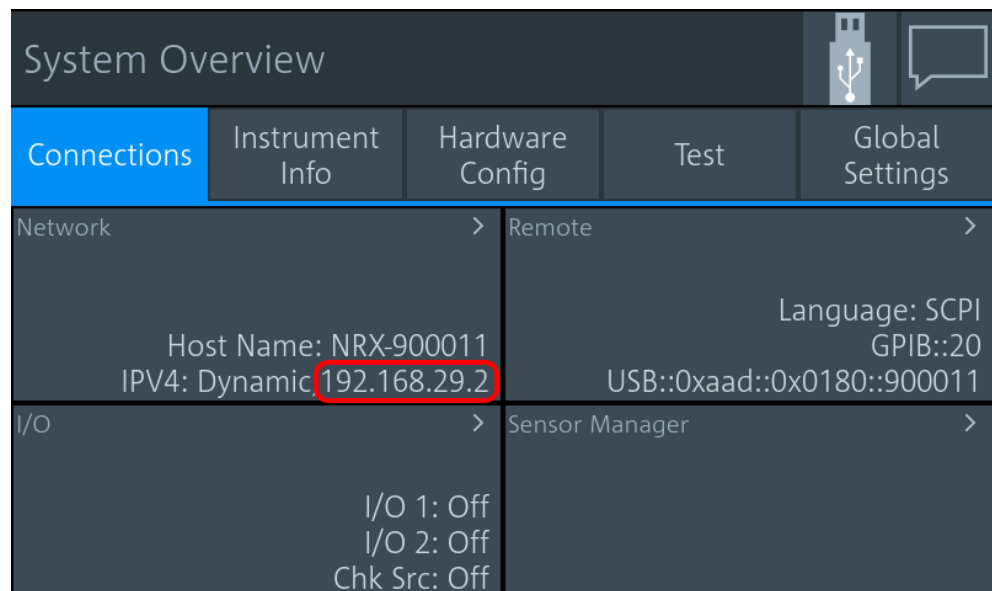 System Overview
Connections
Instrument
Info
Hardware
Config
Test
Global
Settings
Network
Host Name: NRX-900011
IPV4: Dynamic, 192.168.29.2
Remote
Language: SCPI
GPIB::20
USB::0xaad::0x0180::900011
I/O
I/O 1: Off
I/O 2: Off
Chk Src: Off
Sensor Manager